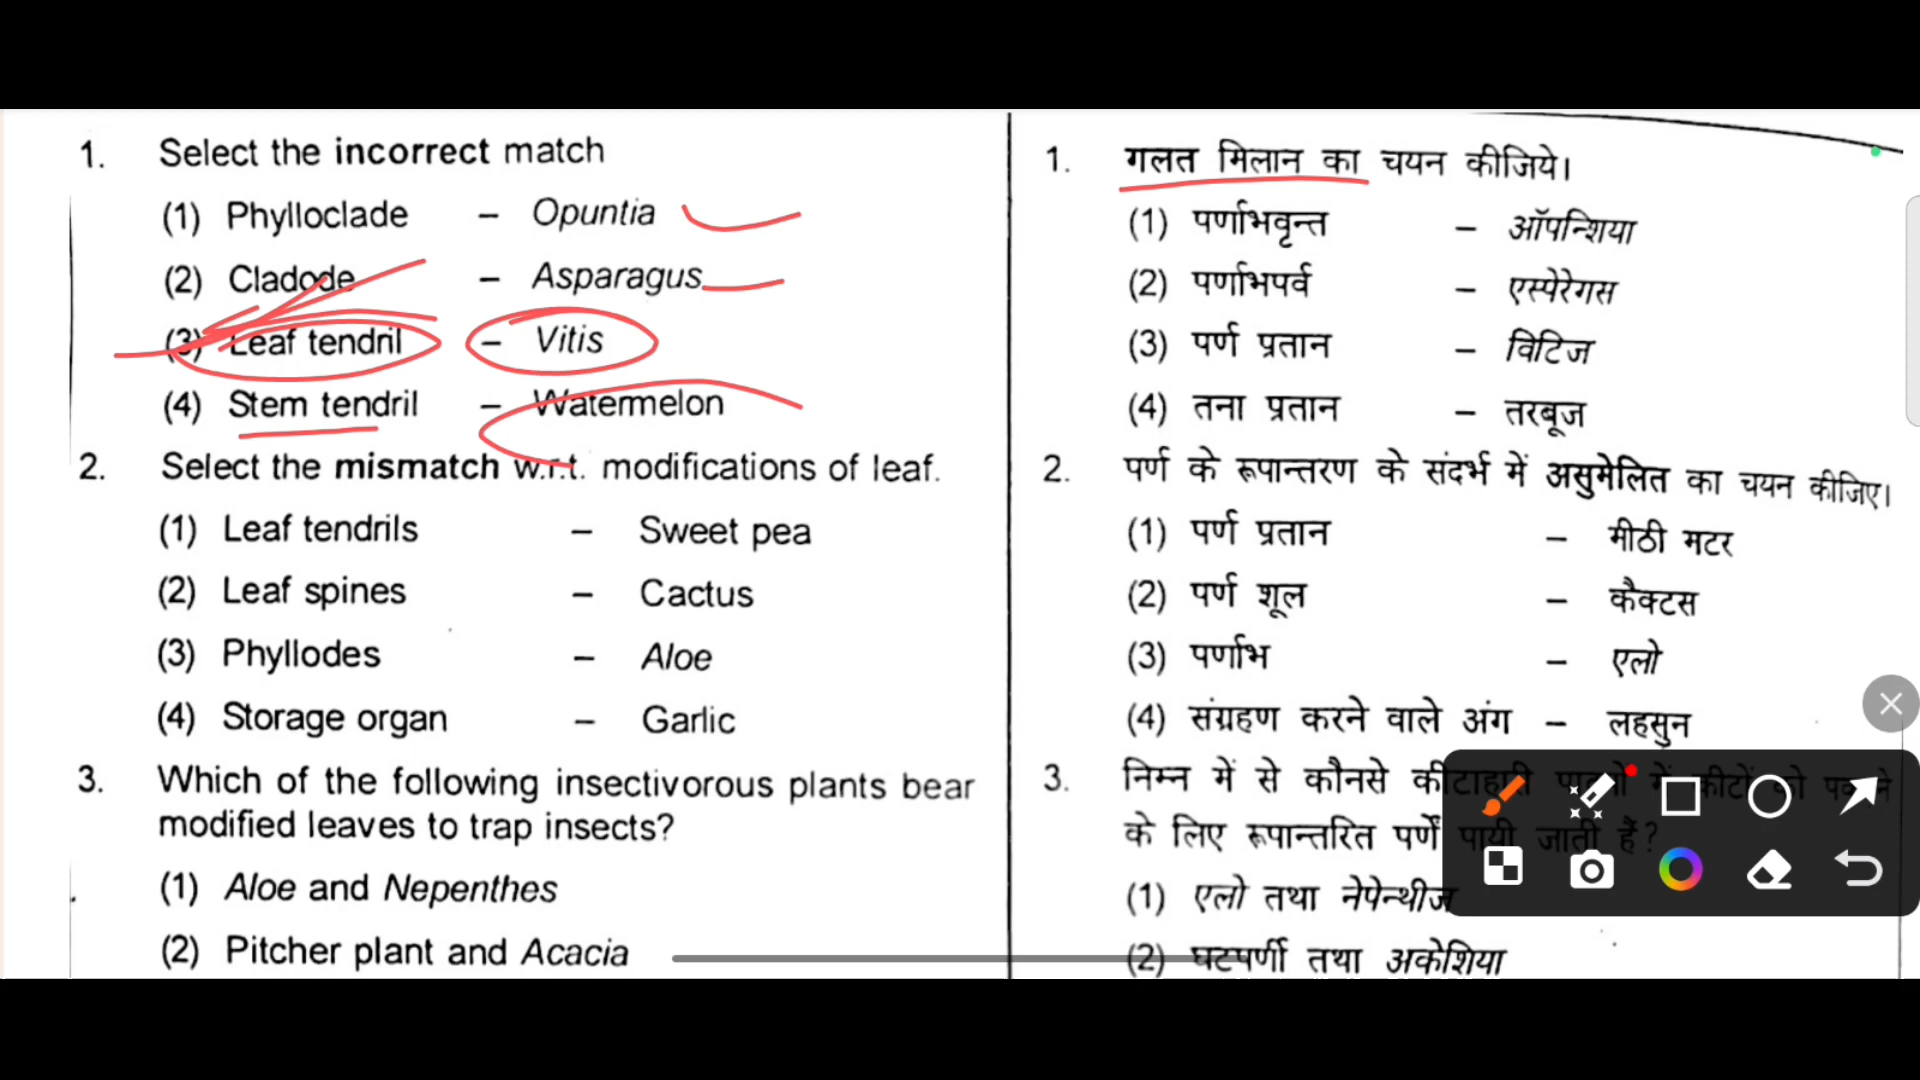 1. Select the incorrect match
(1) Phylloclade – Opuntia
(2) Cladode – Asparagus
(3) Leaf tendril – Vitis
(4) Stem tendril – Watermelon
2. Select the mismatch w.r.t. modifications of leaf.
(1) Leaf tendrils – Sweet pea
(2) Leaf spines – Cactus
(3) Phyllodes – Aloe
(4) Storage organ – Garlic
3. Which of the following insectivorous plants bear
modified leaves to trap insects?
(1) Aloe and Nepenthes
(2) Pitcher plant and Acacia
1. गलत मिलान का चयन कीजिये।
(1) पर्णाभवृन्त – ऑपन्शिया
(2) पर्णाभपर्व – एस्पेरेगस
(3) पर्ण प्रतान – विटिज
(4) तना प्रतान – तरबूज
2. पर्ण के रूपान्तरण के संदर्भ में असुमेलित का चयन कीजिए।
(1) पर्ण प्रतान – मीठी मटर
(2) पर्ण शूल – कैक्टस
(3) पर्णाभ – एलो
(4) संग्रहण करने वाले अंग – लहसुन
3. निम्न में से कौनसे कीटाहारी पादपों में कीटों को
के लिए रूपान्तरित पर्णें पायी जाती हैं?
(1) एलो तथा नेपेन्थीज
(2) घटपर्णी तथा अकेशिया